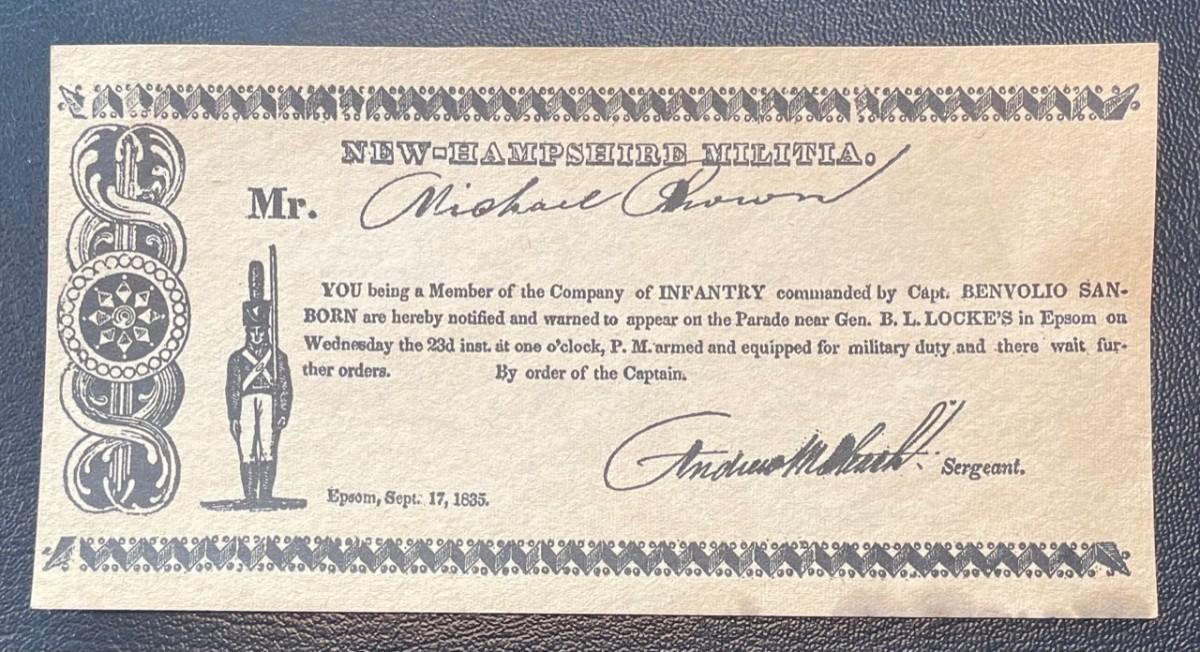 NEW-HAMPSHIRE MILITIA.
Mr. Michael Brown
YOU being a Member of the Company of INFANTRY commanded by Capt. BENVOLIO SAN-
BORN are hereby notified and warned to appear on the Parade near Gen. B. L. LOCKE'S in Epsom on
Wednesday the 23d inst. at one o'clock, P. M. armed and equipped for military duty and there wait fur-
ther orders. By order of the Captain.
Andrew M. Sergeant.
Epsom, Sept. 17, 1835.